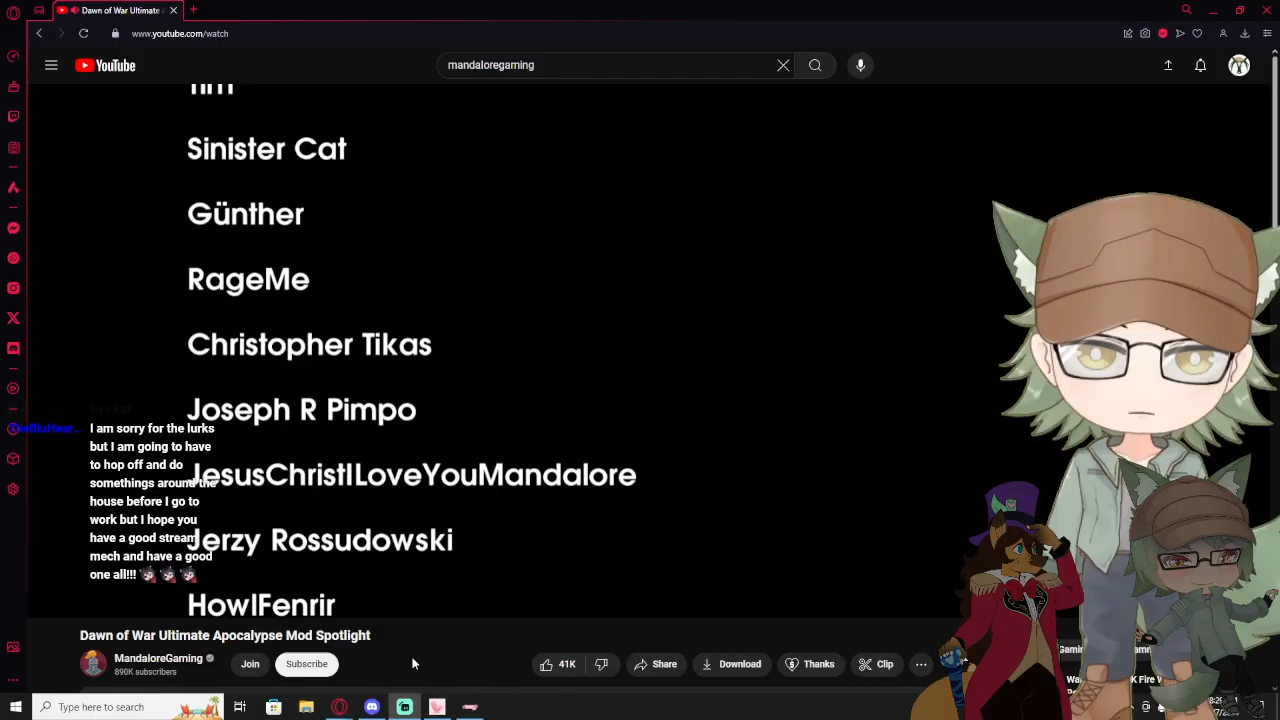 Dawn of War Ultimate
www.youtube.com/watch
YouTube
mandaloregaming
Sinister Cat
Günther
RageMe
Christopher Tikas
Joseph R Pimpo
JesusChristILoveYouMandalore
Jerzy Rossudowski
HowlFenrir
I am sorry for the lurks
but I am going to have
to hop off and do
somethings around the
house before I go to
work but I hope you
have a good stream
mech and have a good
one all!!!
Dawn of War Ultimate Apocalypse Mod Spotlight
MandaloreGaming
890K subscribers
Join
Subscribe
41K
Share
Download
Thanks
Clip
Type here to search